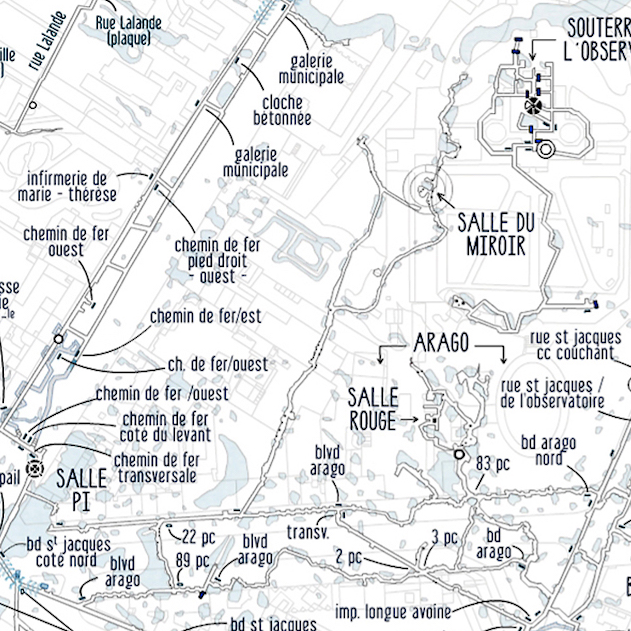 rue Lalande
Rue Lalande
(plaque)
galerie
municipale
cloche
bétonnée
galerie
municipale
infirmerie de
marie - thérèse
chemin de fer
ouest
chemin de fer
pied droit
- ouest -
chemin de fer/est
ch. de fer/ouest
chemin de fer /ouest
chemin de fer
coté du levant
chemin de fer
transversale
SALLE
PI
SOUTERR
L'OBSERV
SALLE DU
MIROIR
ARAGO
SALLE
ROUGE
rue st jacques
cc couchant
rue st jacques /
de l'observatoire
bd arago
nord
83 pc
blvd
arago
transv.
22 pc
89 pc
blvd
arago
2 pc
3 pc
bd
arago
bd st jacques
coté nord
blvd
arago
imp. longue avoine
bd st jacques